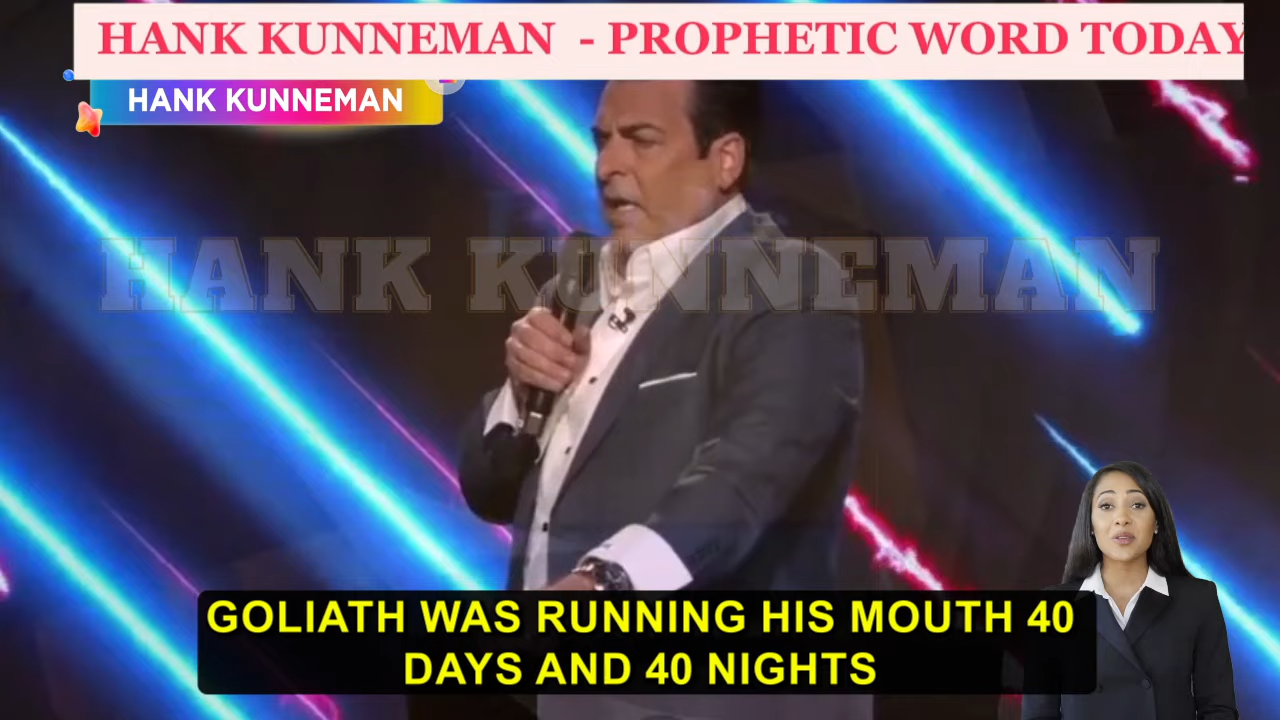 HANK KUNNEMAN - PROPHETIC WORD TODAY
HANK KUNNEMAN
HANK KUNNEMAN
GOLIATH WAS RUNNING HIS MOUTH 40
DAYS AND 40 NIGHTS